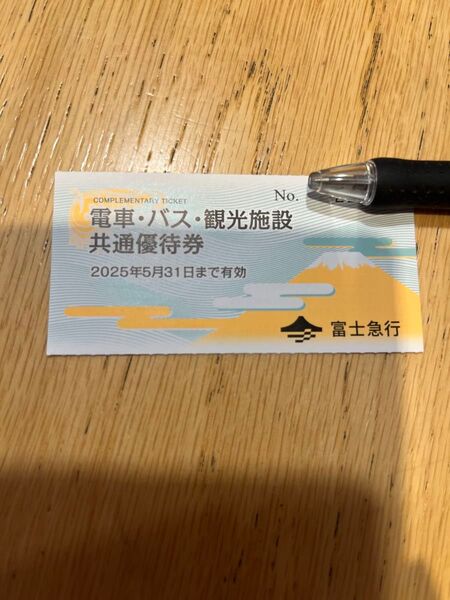 COMPLEMENTARY TICKET
No.
電車・バス・観光施設
共通優待券
2025年5月31日まで有効
富士急行